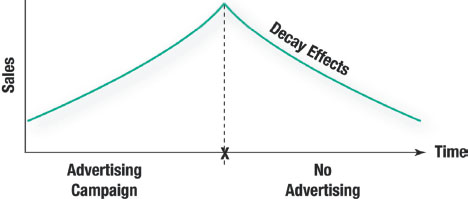 Sales
Decay Effects
Time
Advertising
Campaign
No
Advertising